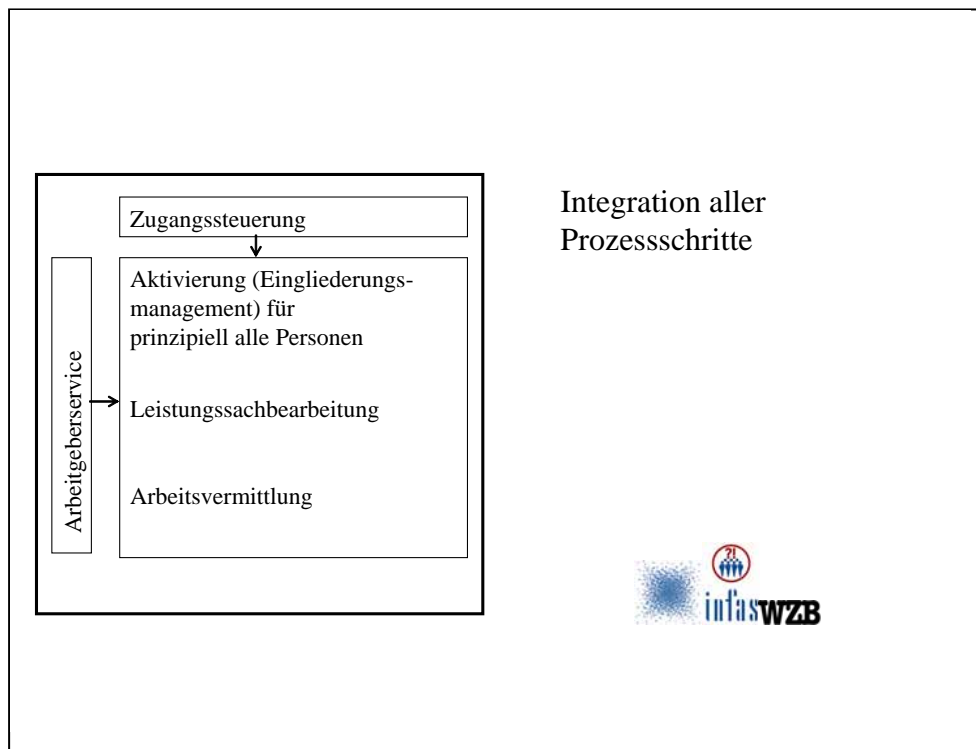 Integration aller
Prozessschritte
Zugangssteuerung
Aktivierung (Eingliederungs-
management) für
prinzipiell alle Personen
Leistungssachbearbeitung
Arbeitsvermittlung
Arbeitgeberservice
?!
infas WZB